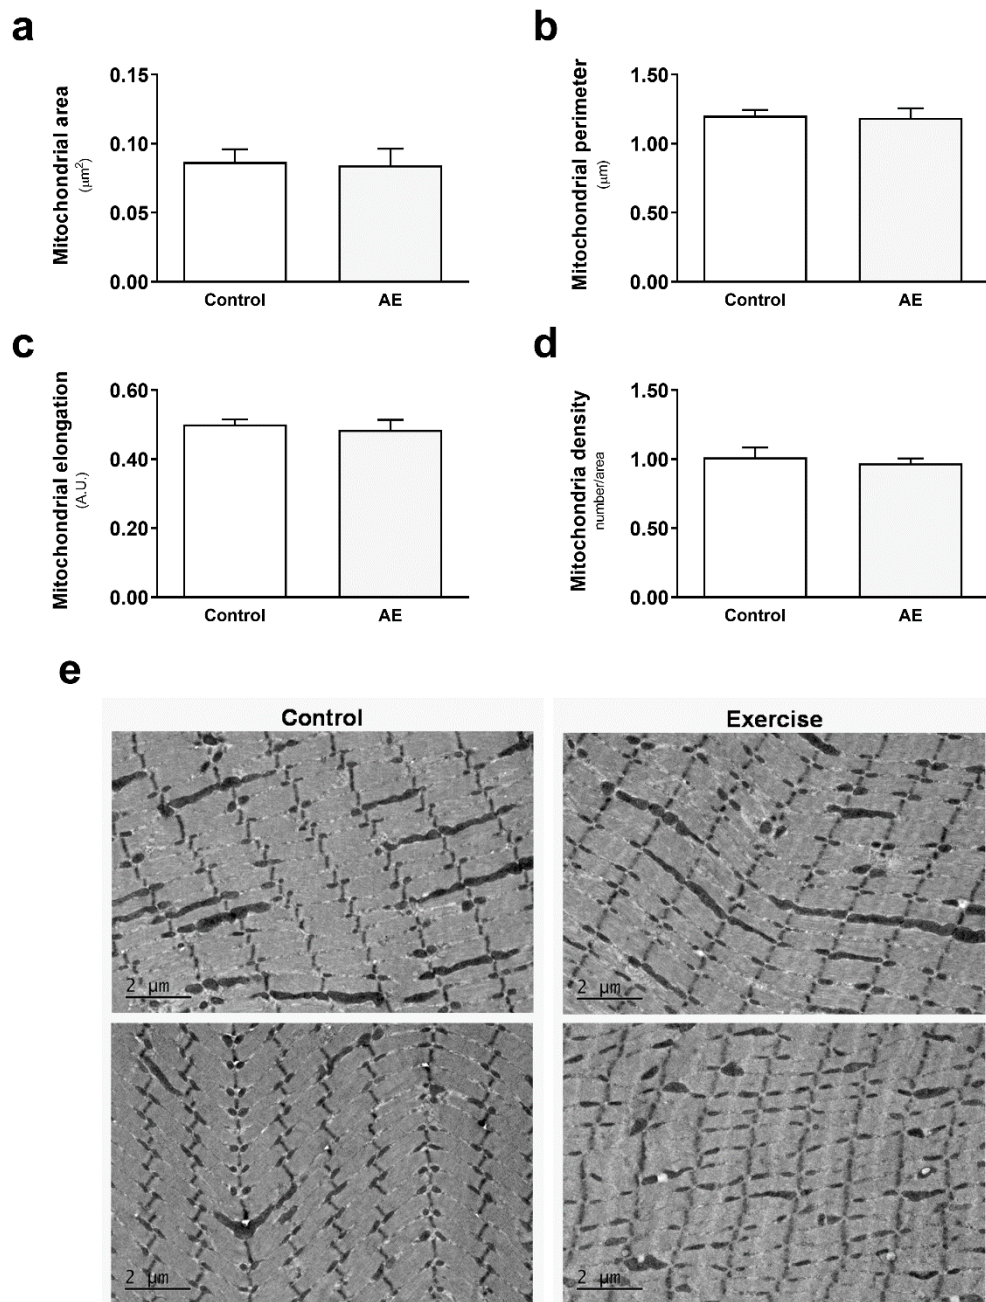 a
Mitochondrial area
(μm²)
0.15
0.10
0.05
0.00
Control AE
b
Mitochondrial perimeter
(μm)
1.50
1.00
0.50
0.00
Control AE
c
Mitochondrial elongation
(A.U.)
0.60
0.40
0.20
0.00
Control AE
d
Mitochondria density
number/area
1.50
1.00
0.50
0.00
Control AE
e
Control
Exercise
2 μm
2 μm
2 μm
2 μm